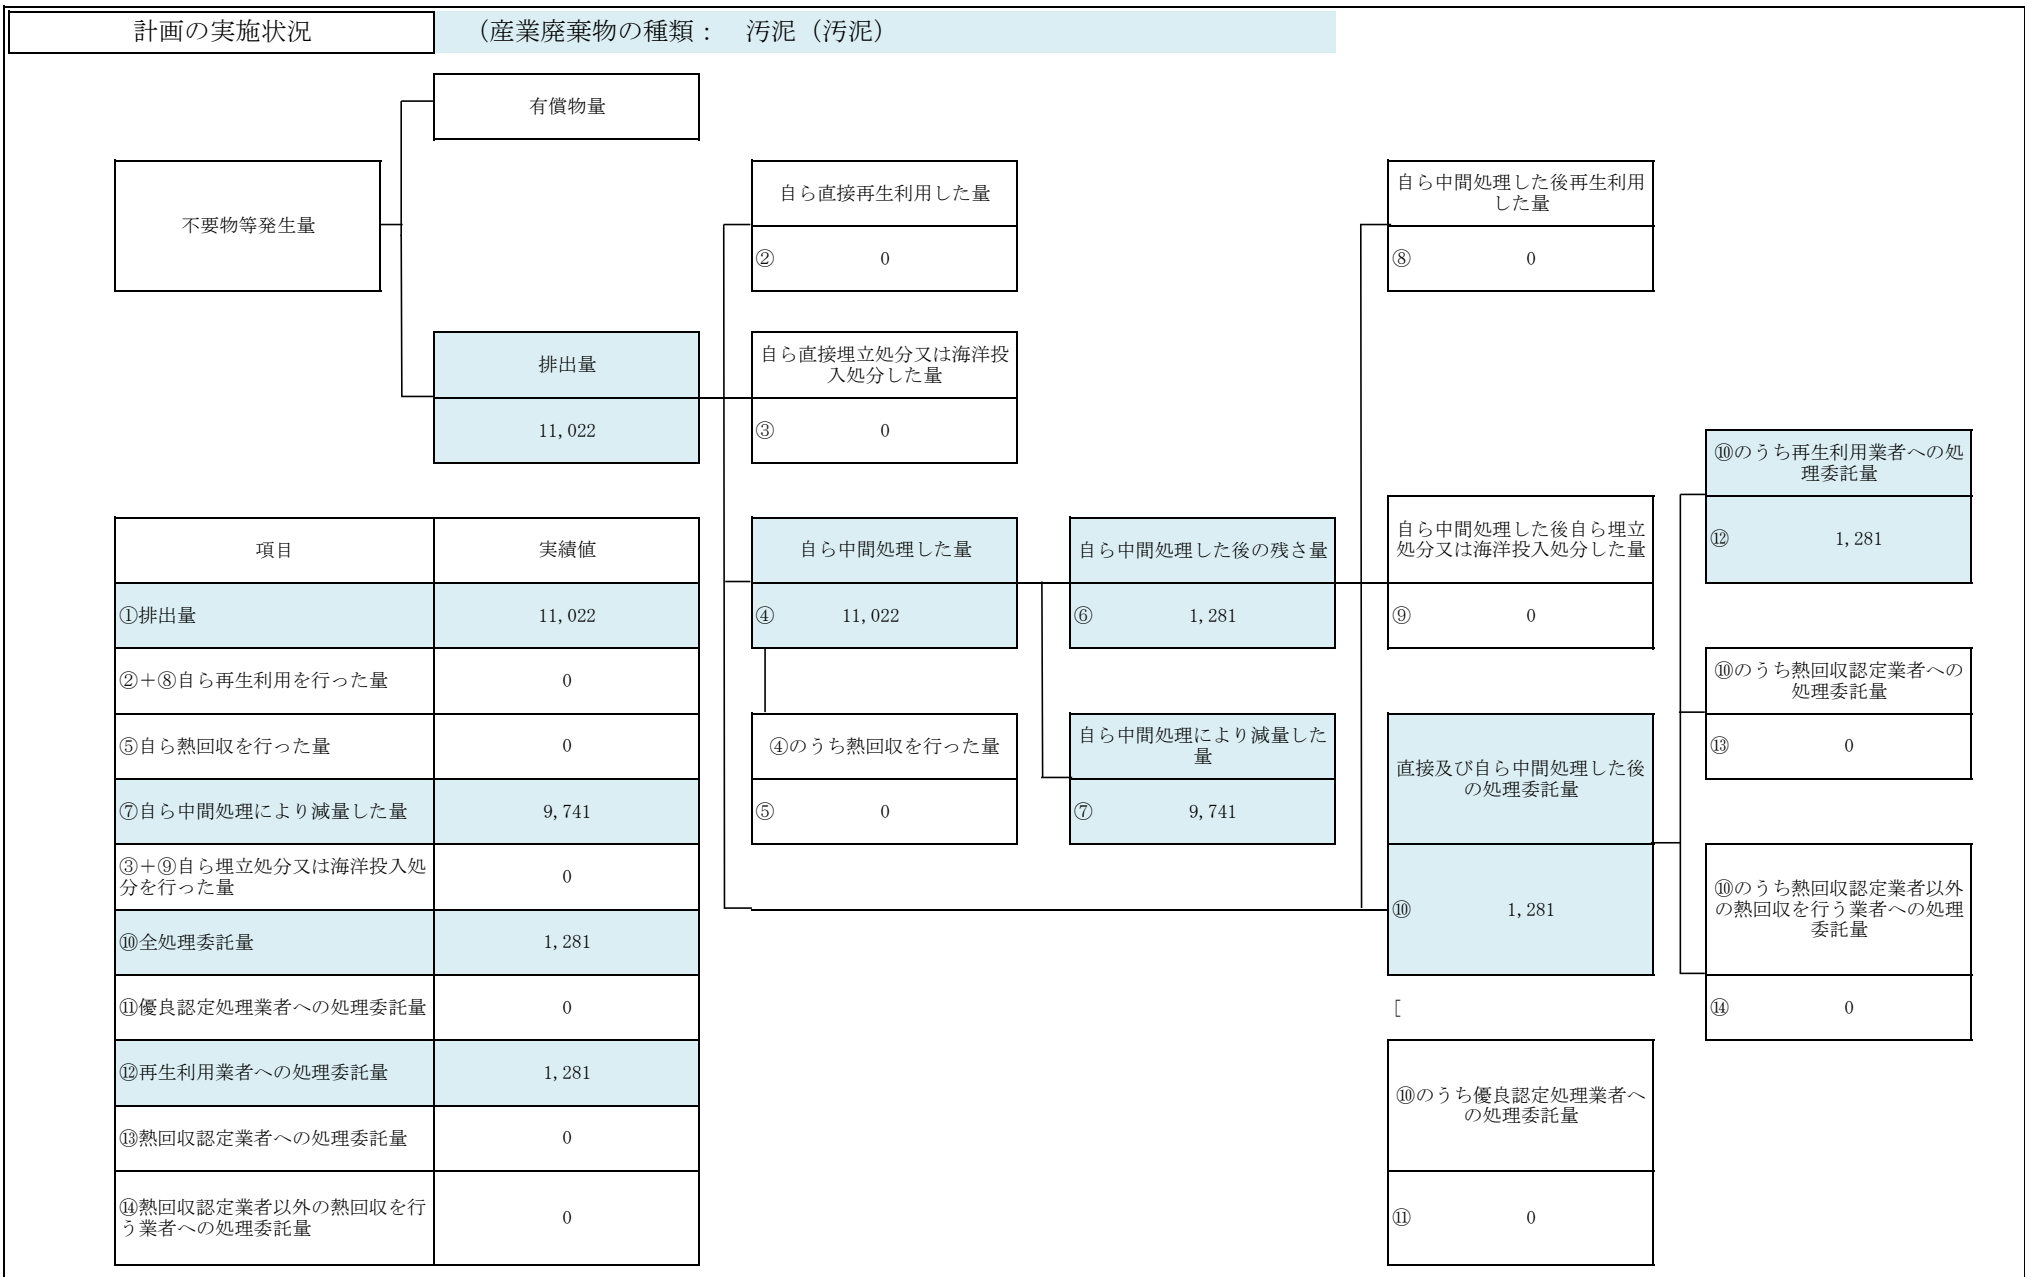 計画の実施状況
（産業廃棄物の種類：　汚泥（汚泥）
有償物量
不要物等発生量
自ら直接再生利用した量
② 0
自ら中間処理した後再生利用
した量
⑧ 0
排出量
11,022
自ら直接埋立処分又は海洋投
入処分した量
③ 0
⑩のうち再生利用業者への処
理委託量
⑫ 1,281
項目 実績値
①排出量 11,022
②＋⑧自ら再生利用を行った量 0
⑤自ら熱回収を行った量 0
⑦自ら中間処理により減量した量 9,741
③＋⑨自ら埋立処分又は海洋投入処
分を行った量 0
⑩全処理委託量 1,281
⑪優良認定処理業者への処理委託量 0
⑫再生利用業者への処理委託量 1,281
⑬熱回収認定業者への処理委託量 0
⑭熱回収認定業者以外の熱回収を行
う業者への処理委託量 0
自ら中間処理した量
④ 11,022
自ら中間処理した後の残さ量
⑥ 1,281
自ら中間処理した後自ら埋立
処分又は海洋投入処分した量
⑨ 0
④のうち熱回収を行った量
⑤ 0
自ら中間処理により減量した
量
⑦ 9,741
直接及び自ら中間処理した後
の処理委託量
⑩ 1,281
⑩のうち熱回収認定業者への
処理委託量
⑬ 0
⑩のうち熱回収認定業者以外
の熱回収を行う業者への処理
委託量
⑭ 0
[
⑩のうち優良認定処理業者へ
の処理委託量
⑪ 0